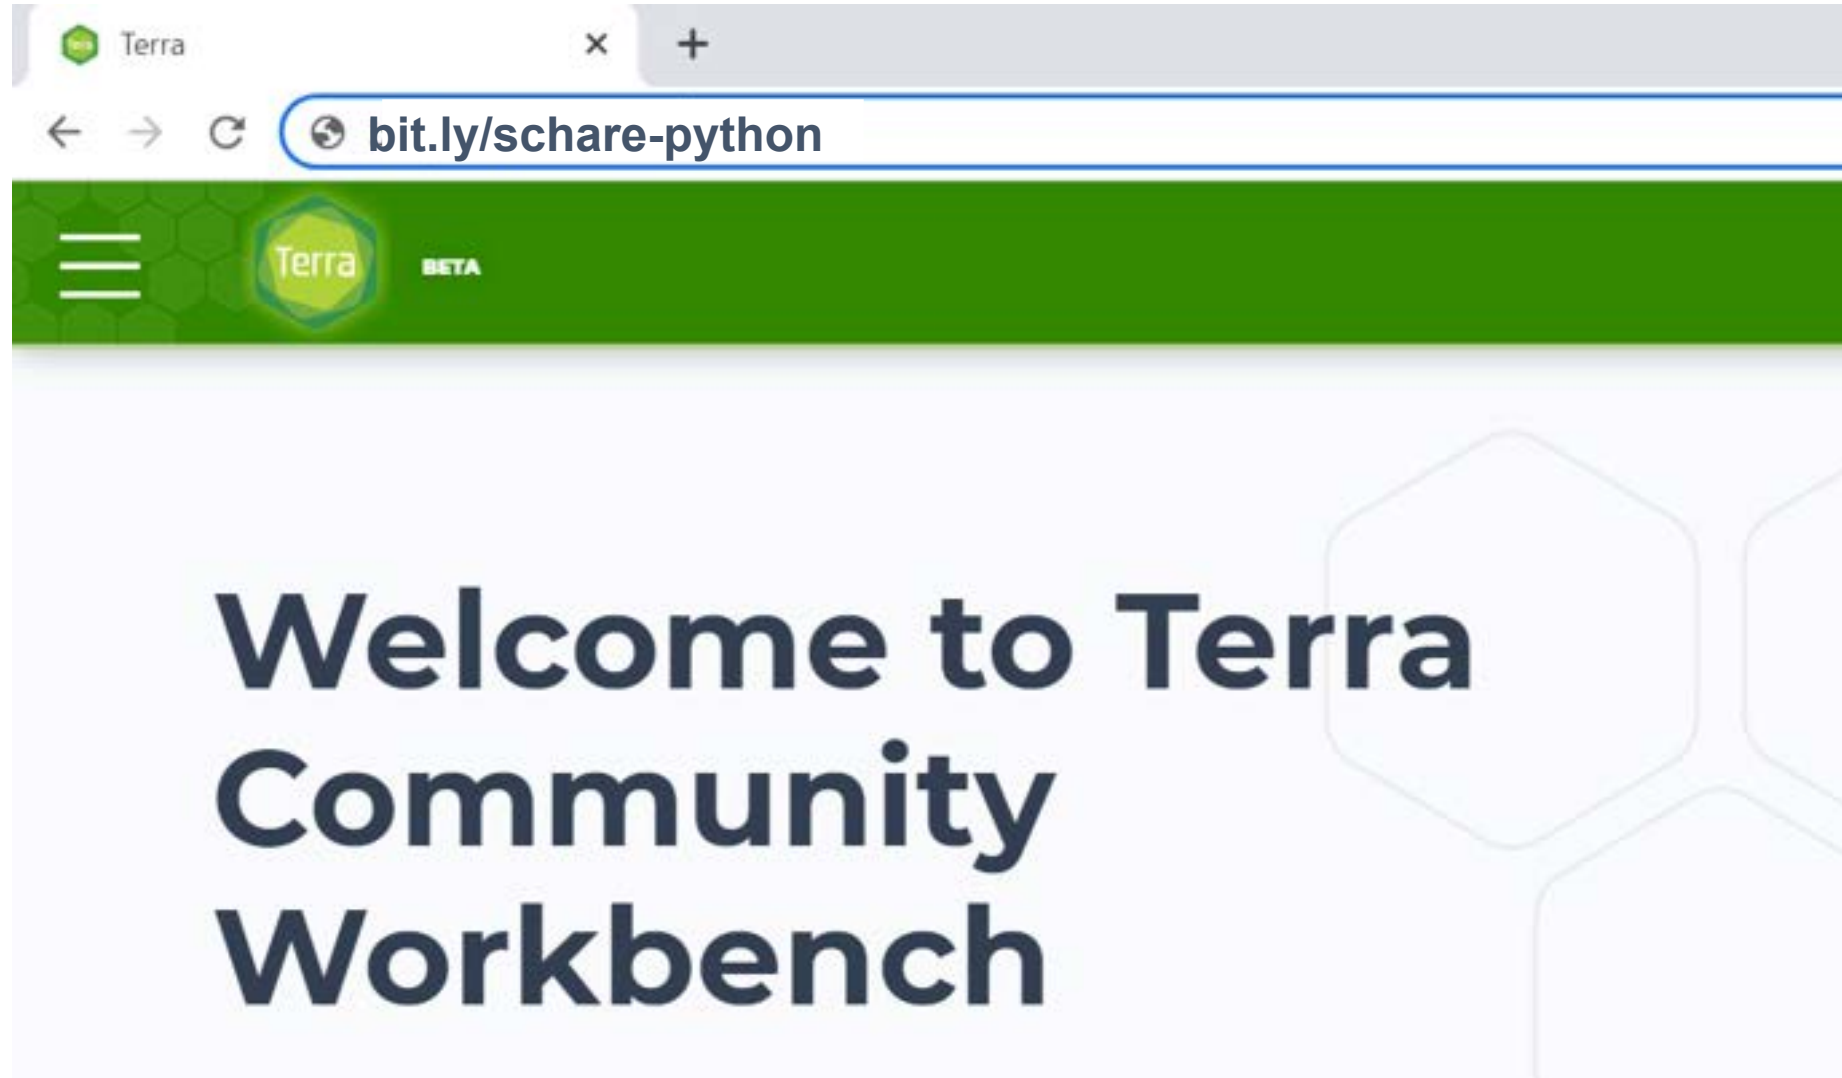 Terra
bit.ly/schare-python
Terra BETA
Welcome to Terra
Community
Workbench